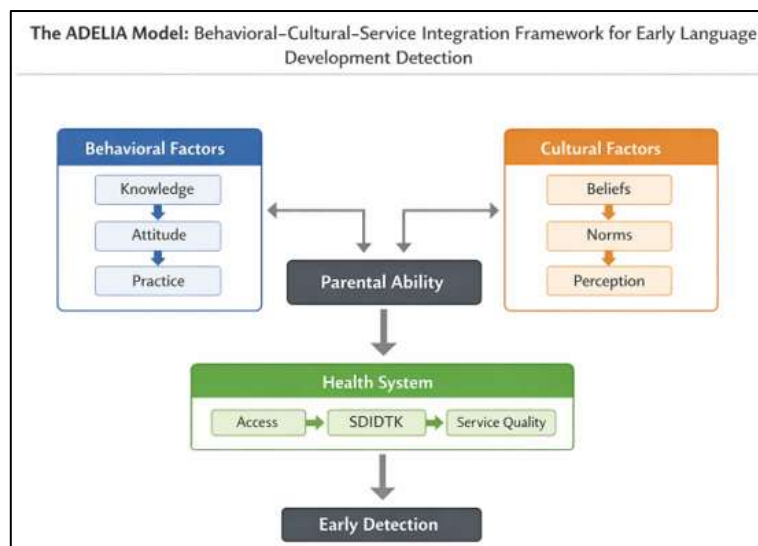 The ADELIA Model: Behavioral–Cultural–Service Integration Framework for Early Language
Development Detection
Behavioral Factors
Knowledge
Attitude
Practice
Cultural Factors
Beliefs
Norms
Perception
Parental Ability
Health System
Access
SDIDTK
Service Quality
Early Detection